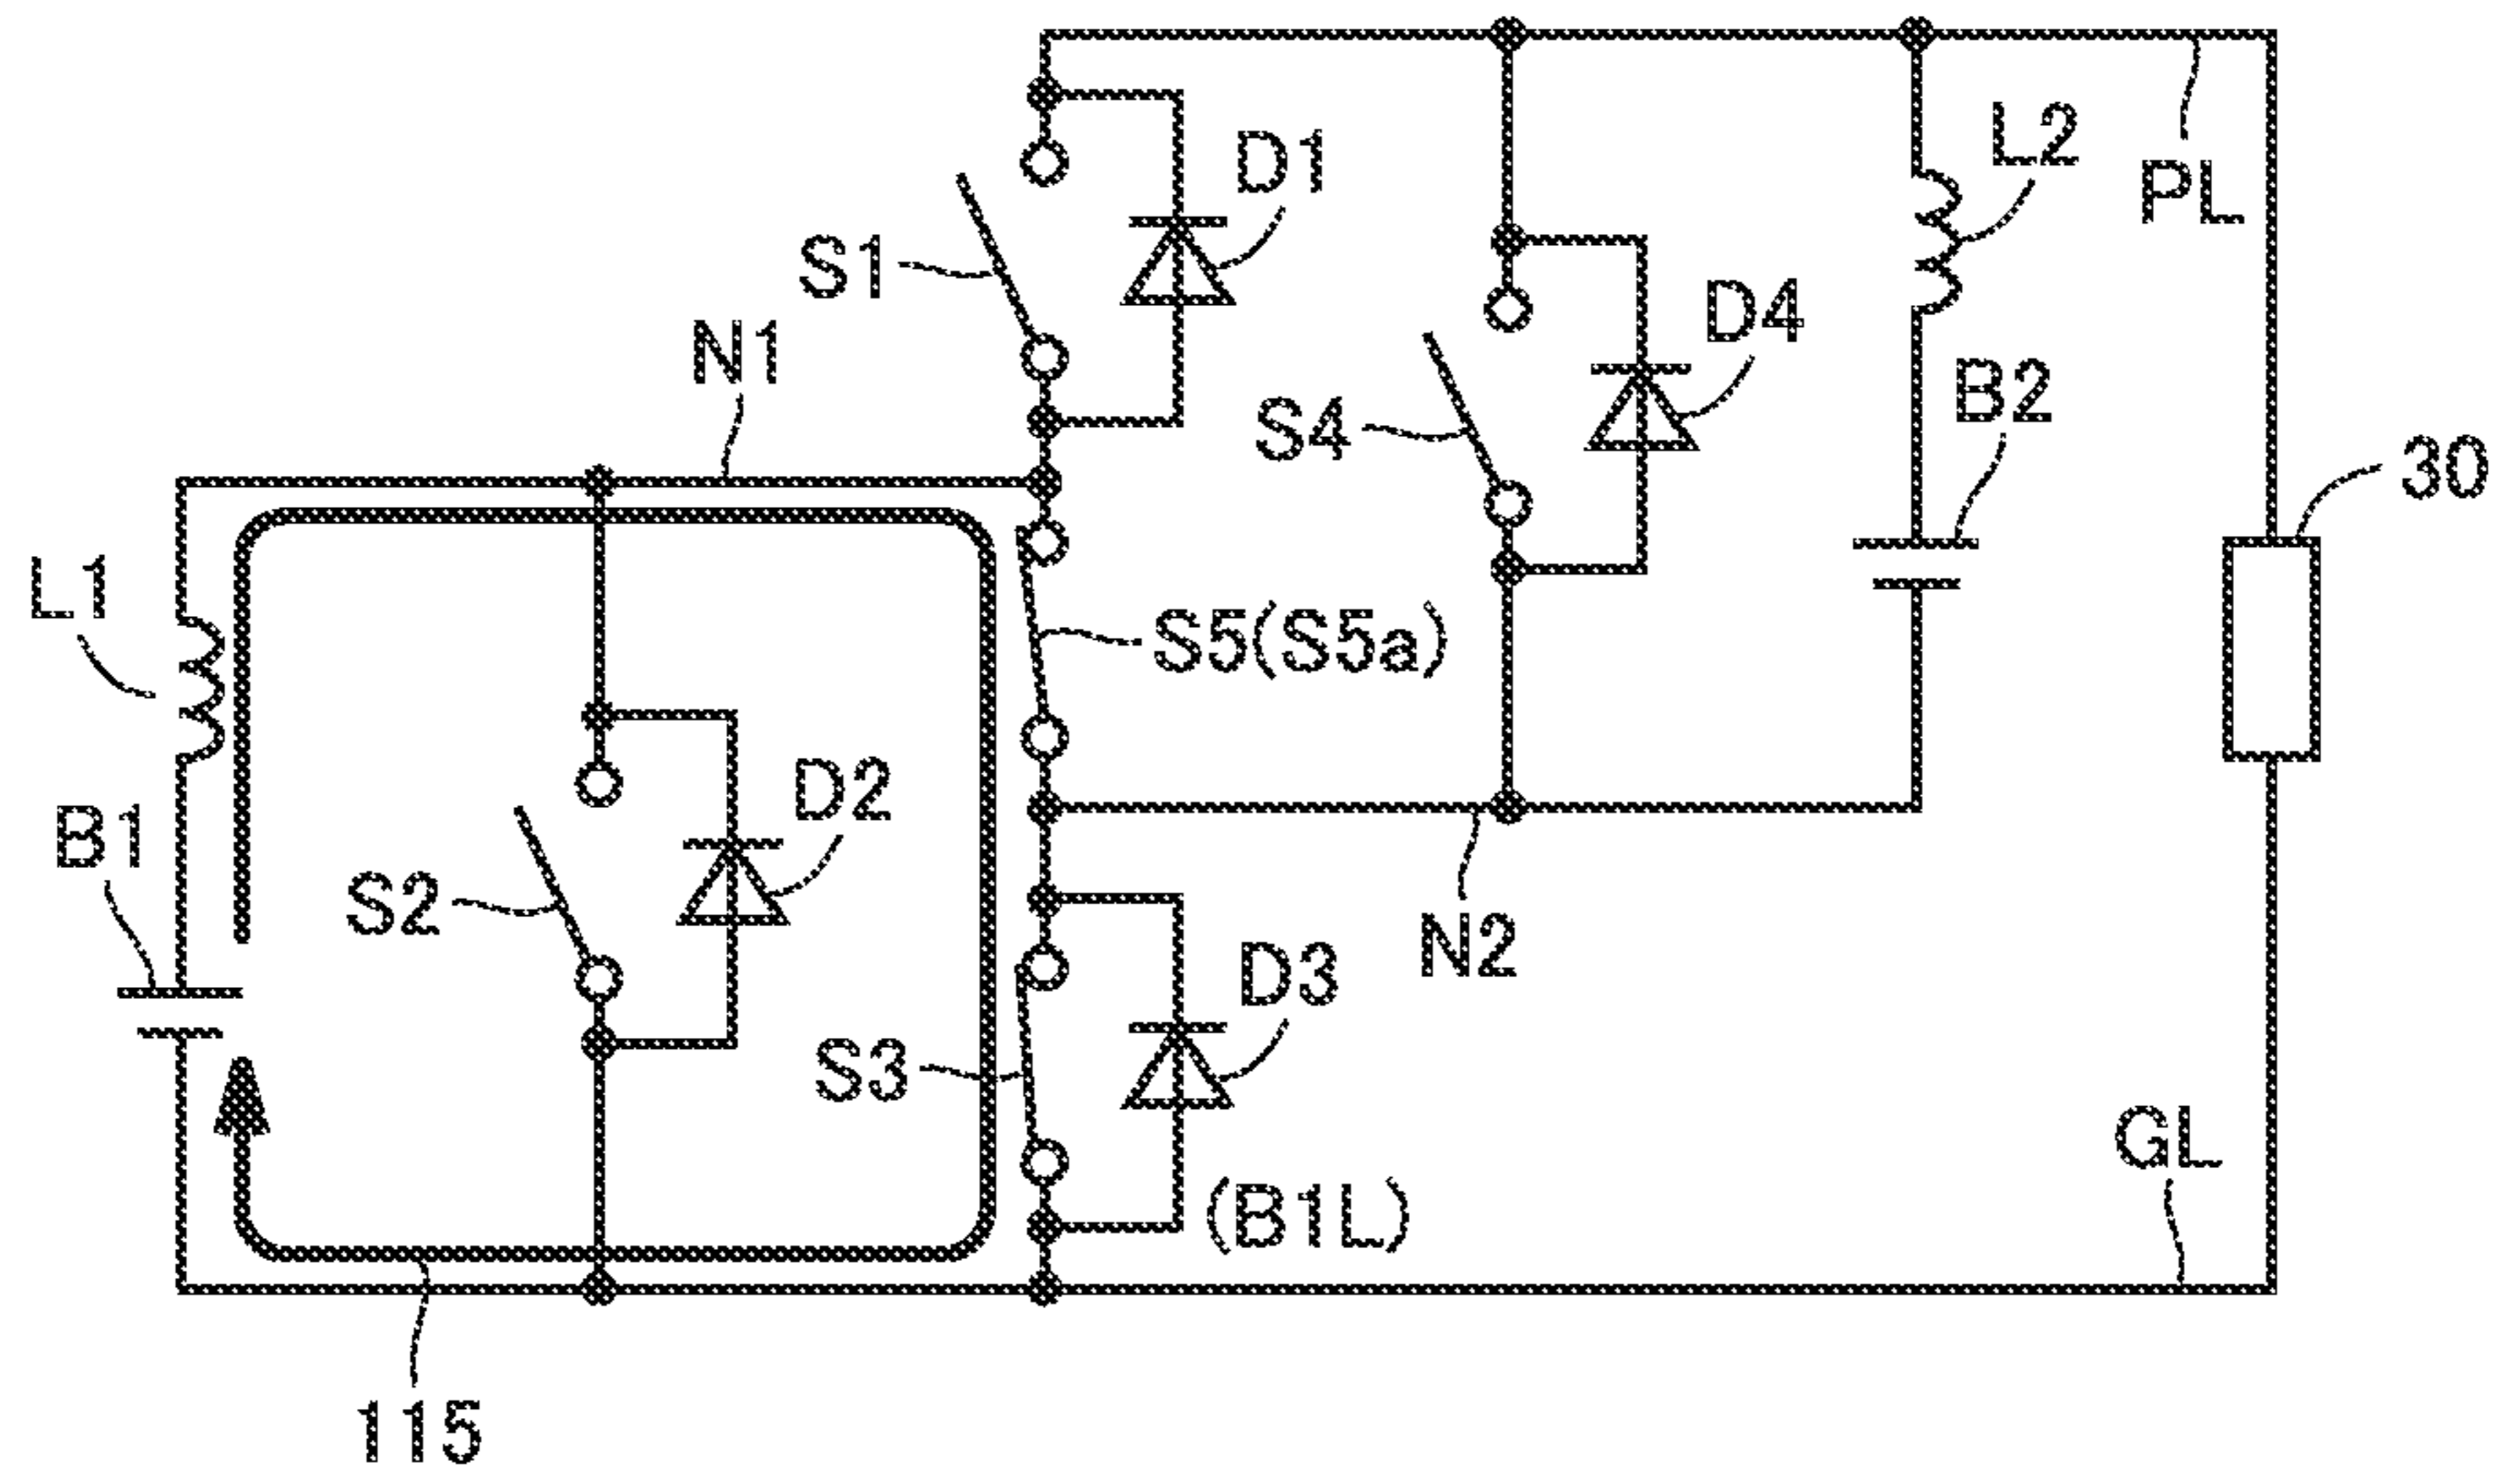 D1
L2
PL
S1
D4
N1
B2
S4
30
L1
S5(S5a)
D2
B1
S2
N2
D3
S3
GL
(B1L)
115